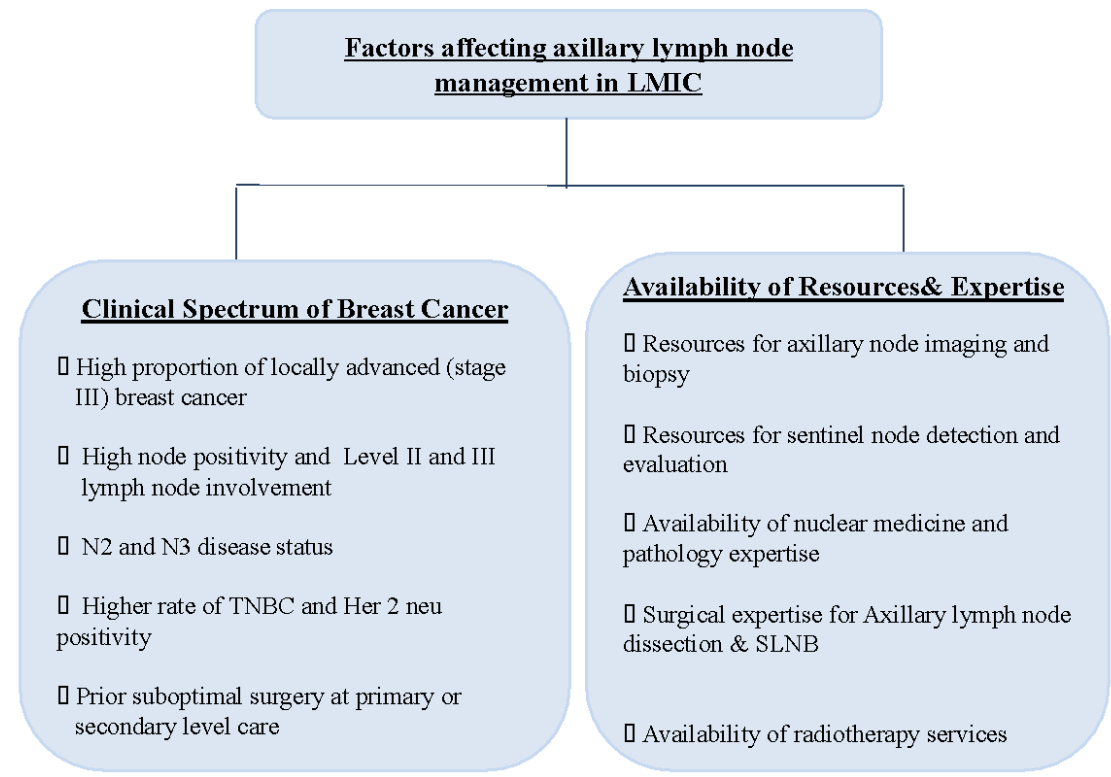 Factors affecting axillary lymph node
management in LMIC
Clinical Spectrum of Breast Cancer
▯ High proportion of locally advanced (stage
III) breast cancer
▯ High node positivity and Level II and III
lymph node involvement
▯ N2 and N3 disease status
▯ Higher rate of TNBC and Her 2 neu
positivity
▯ Prior suboptimal surgery at primary or
secondary level care
Availability of Resources& Expertise
▯ Resources for axillary node imaging and
biopsy
▯ Resources for sentinel node detection and
evaluation
▯ Availability of nuclear medicine and
pathology expertise
▯ Surgical expertise for Axillary lymph node
dissection & SLNB
▯ Availability of radiotherapy services